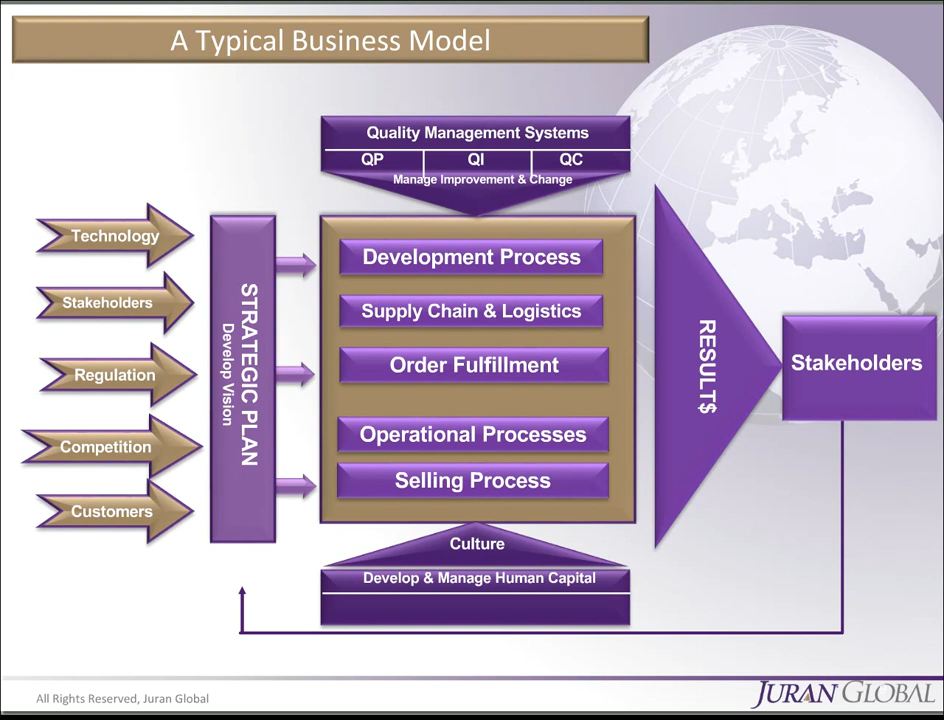 A Typical Business Model
Quality Management Systems
QP QI QC
Manage Improvement & Change
Technology
Stakeholders
Regulation
Competition
Customers
STRATEGIC PLAN
Develop Vision
Development Process
Supply Chain & Logistics
Order Fulfillment
Operational Processes
Selling Process
RESULT$
Stakeholders
Culture
Develop & Manage Human Capital
All Rights Reserved, Juran Global
JURAN GLOBAL